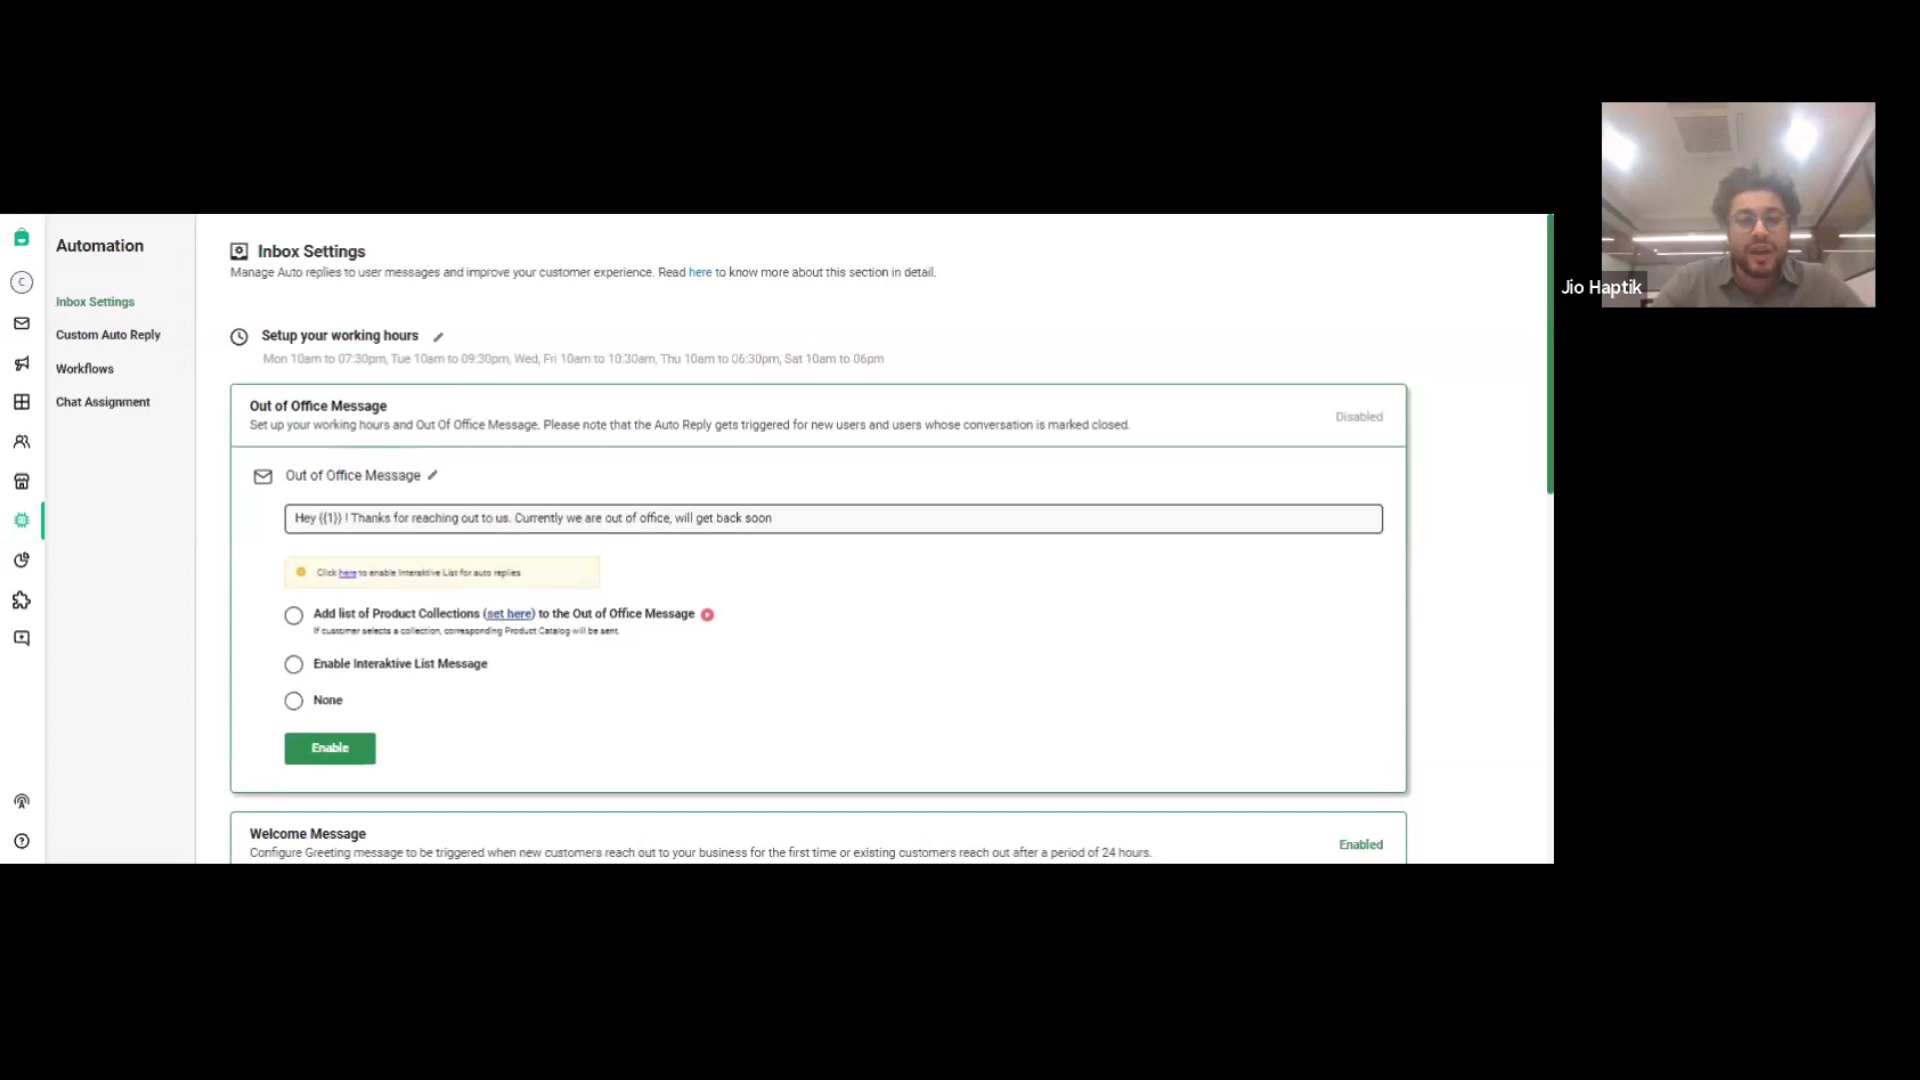 Automation
Inbox Settings
Custom Auto Reply
Workflows
Chat Assignment
C
Inbox Settings
Manage Auto replies to user messages and improve your customer experience. Read here to know more about this section in detail.
Setup your working hours
Mon 10am to 07:30pm, Tue 10am to 09:30pm, Wed, Fri 10am to 10:30am, Thu 10am to 06:30pm, Sat 10am to 06pm
Out of Office Message
Disabled
Set up your working hours and Out Of Office Message. Please note that the Auto Reply gets triggered for new users and users whose conversation is marked closed.
Out of Office Message
Hey {{1}} ! Thanks for reaching out to us. Currently we are out of office, will get back soon
Click here to enable Interaktive List for auto replies
Add list of Product Collections (set here) to the Out of Office Message
If customer selects a collection, corresponding Product Catalog will be sent.
Enable Interaktive List Message
None
Enable
Welcome Message
Enabled
Configure Greeting message to be triggered when new customers reach out to your business for the first time or existing customers reach out after a period of 24 hours.
Jio Haptik